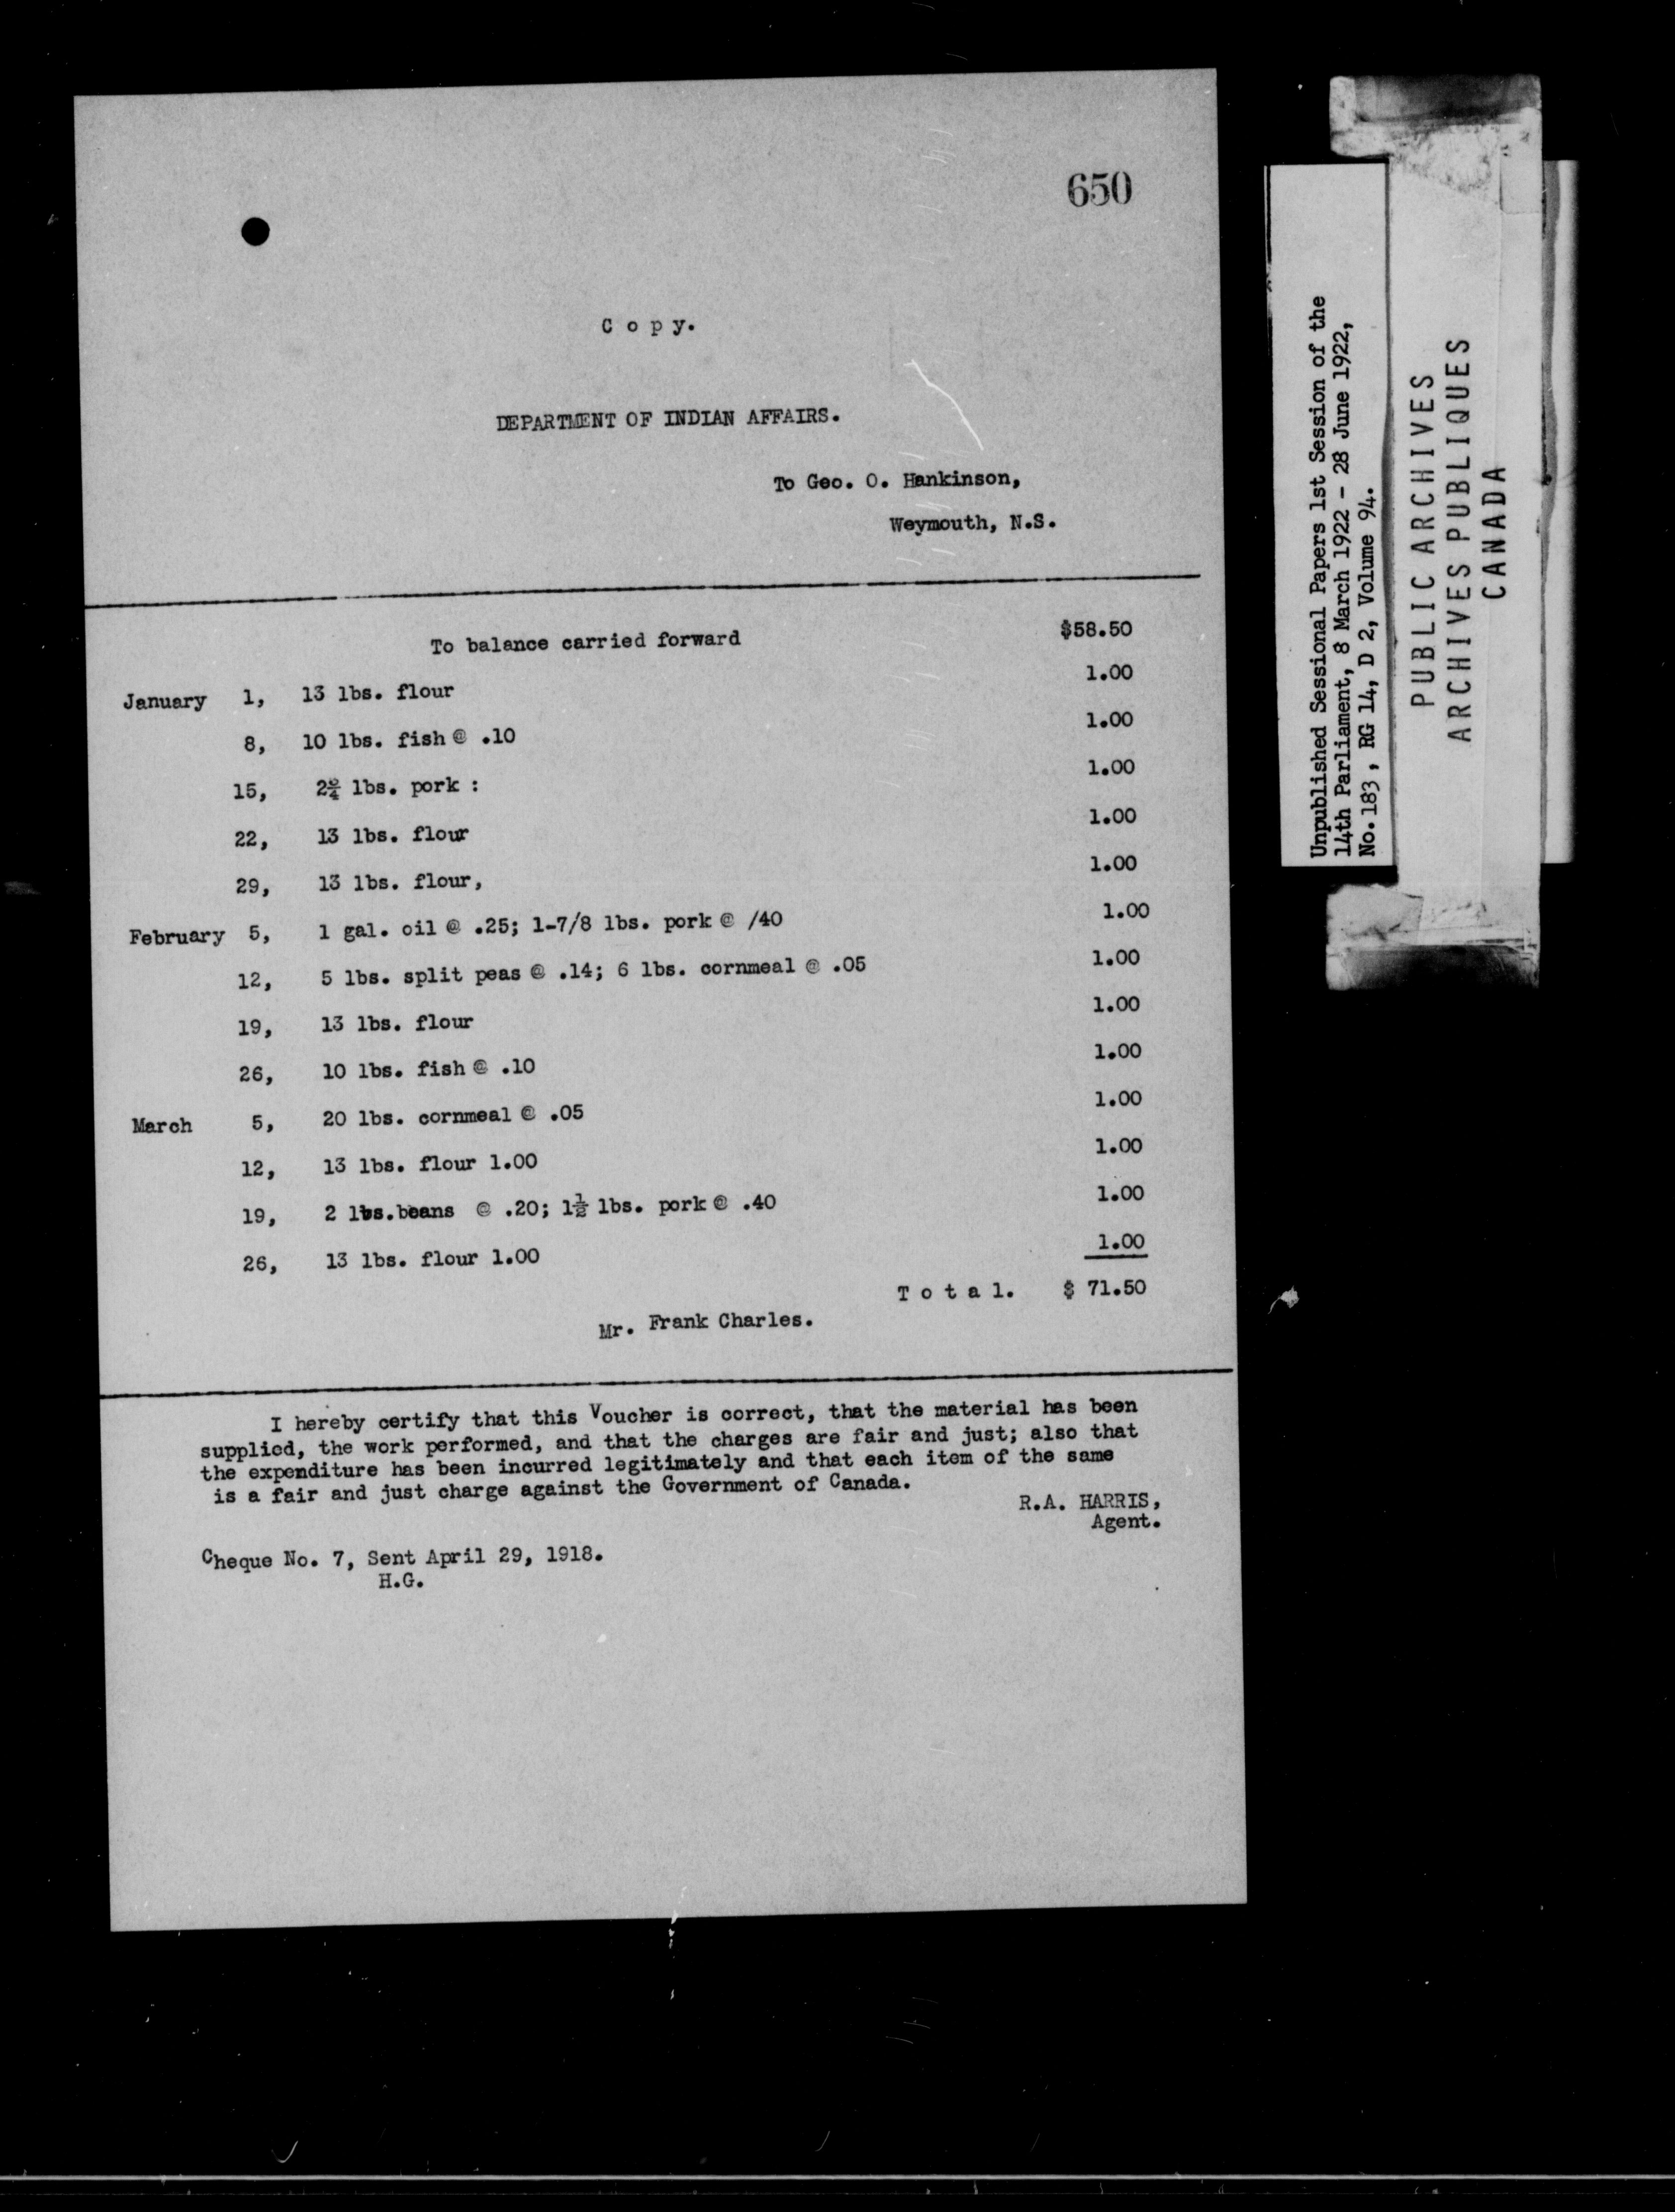 650
C o p y.
DEPARTMENT OF INDIAN AFFAIRS.
To Geo. O. Hankinson,
Weymouth, N.S.
To balance carried forward $58.50
January 1, 13 lbs. flour 1.00
8, 10 lbs. fish @ .10 1.00
15, 2¾ lbs. pork : 1.00
22, 13 lbs. flour 1.00
29, 13 lbs. flour, 1.00
February 5, 1 gal. oil @ .25; 1-7/8 lbs. pork @ /40 1.00
12, 5 lbs. split peas @ .14; 6 lbs. cornmeal @ .05 1.00
19, 13 lbs. flour 1.00
26, 10 lbs. fish @ .10 1.00
March 5, 20 lbs. cornmeal @ .05 1.00
12, 13 lbs. flour 1.00 1.00
19, 2 lbs.beans @ .20; 1½ lbs. pork @ .40 1.00
26, 13 lbs. flour 1.00 1.00
T o t a l. $ 71.50
Mr. Frank Charles.
I hereby certify that this Voucher is correct, that the material has been
supplied, the work performed, and that the charges are fair and just; also that
the expenditure has been incurred legitimately and that each item of the same
is a fair and just charge against the Government of Canada.
R.A. HARRIS,
Agent.
Cheque No. 7, Sent April 29, 1918.
H.G.
Unpublished Sessional Papers 1st Session of the
14th Parliament, 8 March 1922 - 28 June 1922,
No. 183, RG 14, D 2, Volume 94.
PUBLIC ARCHIVES
ARCHIVES PUBLIQUES
CANADA